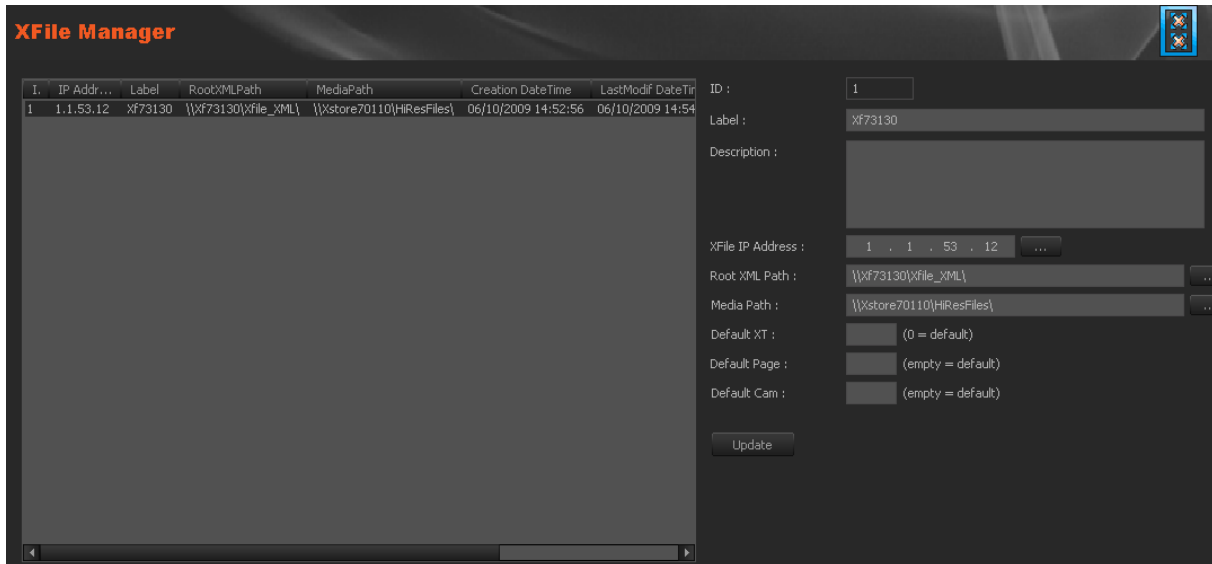 XFile Manager
I. IP Addr... Label RootXMLPath MediaPath Creation DateTime LastModif DateTir
1 1.1.53.12 Xf73130 \\Xf73130\Xfile_XML\ \\Xstore70110\HiResFiles\ 06/10/2009 14:52:56 06/10/2009 14:54
ID : 1
Label : Xf73130
Description :
XFile IP Address : 1 . 1 . 53 . 12 ...
Root XML Path : \\Xf73130\Xfile_XML\ ..
Media Path : \\Xstore70110\HiResFiles\ ..
Default XT : (0 = default)
Default Page : (empty = default)
Default Cam : (empty = default)
Update